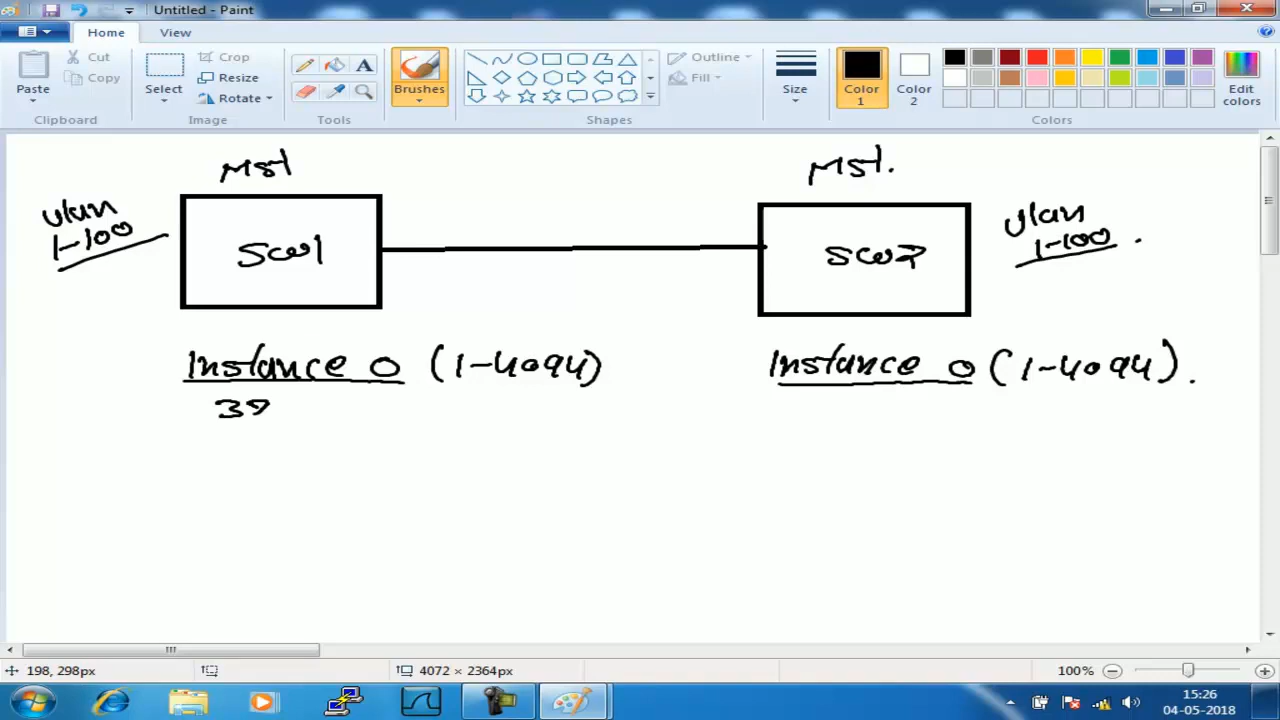 Untitled - Paint
Home View
Paste
Cut
Copy
Clipboard
Select
Crop
Resize
Rotate
Image
A
Tools
Brushes
Shapes
Outline
Fill
Size
Color 1
Color 2
Edit colors
Colors
Mst Mst.
vlan 1-100
SW1
SW2
vlan 1-100
Instance 0 (1-4094)
Instance 0 (1-4094).
198, 298px
4072 × 2364px
100%
15:26
04-05-2018